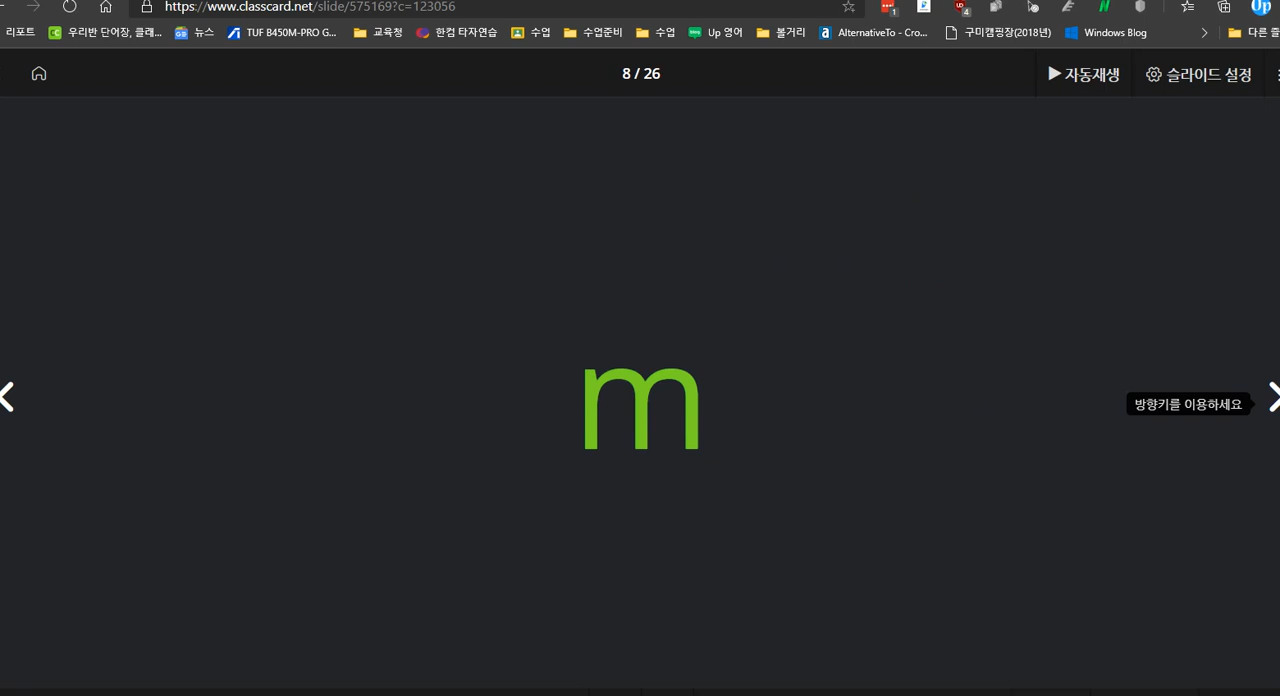 https://www.classcard.net/slide/575169?c=123056
1
4
Up
리포트 우리반 단어장, 클래... 뉴스 TUF B450M-PRO G... 교육청 한컴 타자연습 수업 수업준비 수업 Up 영어 볼거리 AlternativeTo - Cro... 구미캠핑장(2018년) Windows Blog 다른 즐
8 / 26
자동재생
슬라이드 설정
m
방향키를 이용하세요